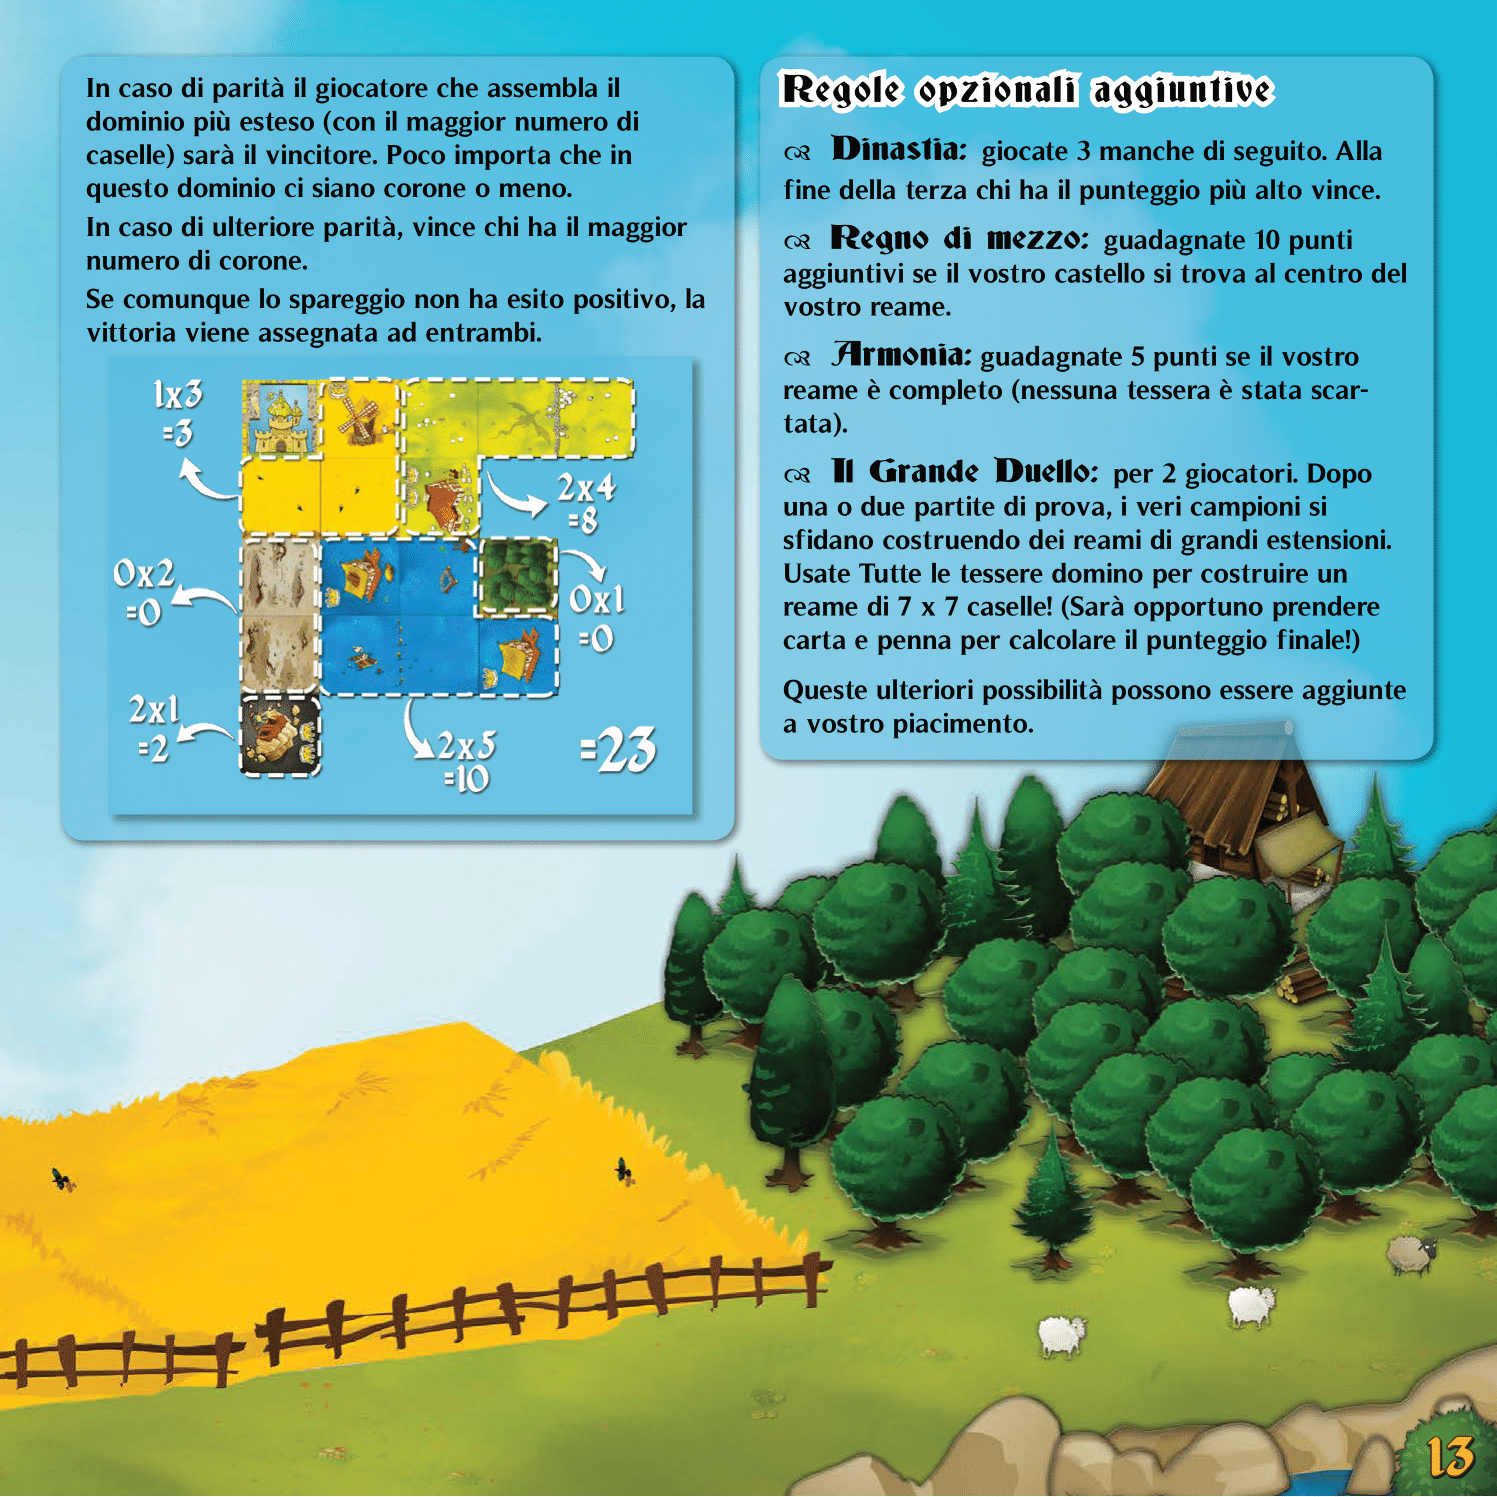 In caso di parità il giocatore che assembla il
dominio più esteso (con il maggior numero di
caselle) sarà il vincitore. Poco importa che in
questo dominio ci siano corone o meno.
In caso di ulteriore parità, vince chi ha il maggior
numero di corone.
Se comunque lo spareggio non ha esito positivo, la
vittoria viene assegnata ad entrambi.
1x3
=3
2x4
=8
0x2
=0
0x1
=0
2x1
=2
2x5
=10
=23
Regole opzionali aggiuntive
Dinastia: giocate 3 manche di seguito. Alla
fine della terza chi ha il punteggio più alto vince.
Regno di mezzo: guadagnate 10 punti
aggiuntivi se il vostro castello si trova al centro del
vostro reame.
Armonia: guadagnate 5 punti se il vostro
reame è completo (nessuna tessera è stata scar-
tata).
Il Grande Duello: per 2 giocatori. Dopo
una o due partite di prova, i veri campioni si
sfidano costruendo dei reami di grandi estensioni.
Usate Tutte le tessere domino per costruire un
reame di 7 x 7 caselle! (Sarà opportuno prendere
carta e penna per calcolare il punteggio finale!)
Queste ulteriori possibilità possono essere aggiunte
a vostro piacimento.
13